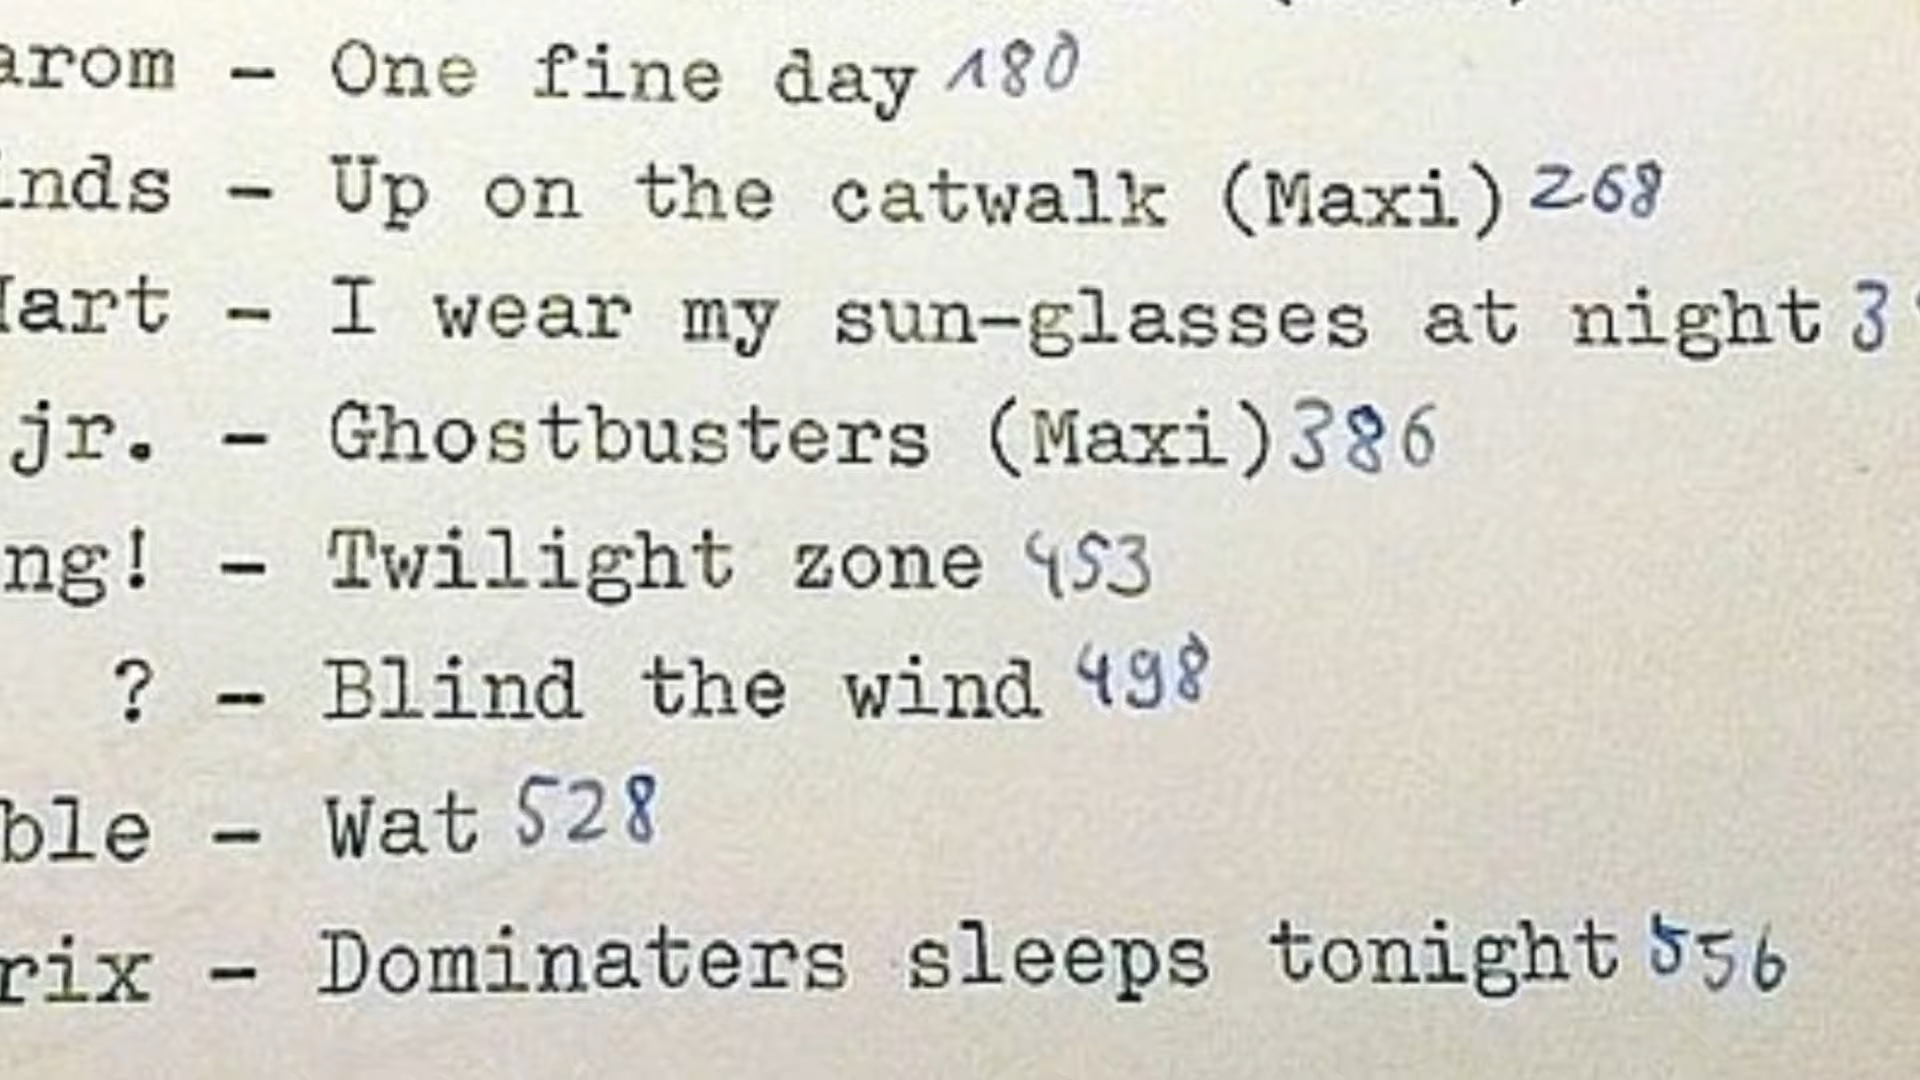 arom - One fine day 180
inds - Up on the catwalk (Maxi) 268
Hart - I wear my sun-glasses at night 3
jr. - Ghostbusters (Maxi) 386
ng! - Twilight zone 453
? - Blind the wind 498
ble - Wat 528
rix - Dominaters sleeps tonight 556